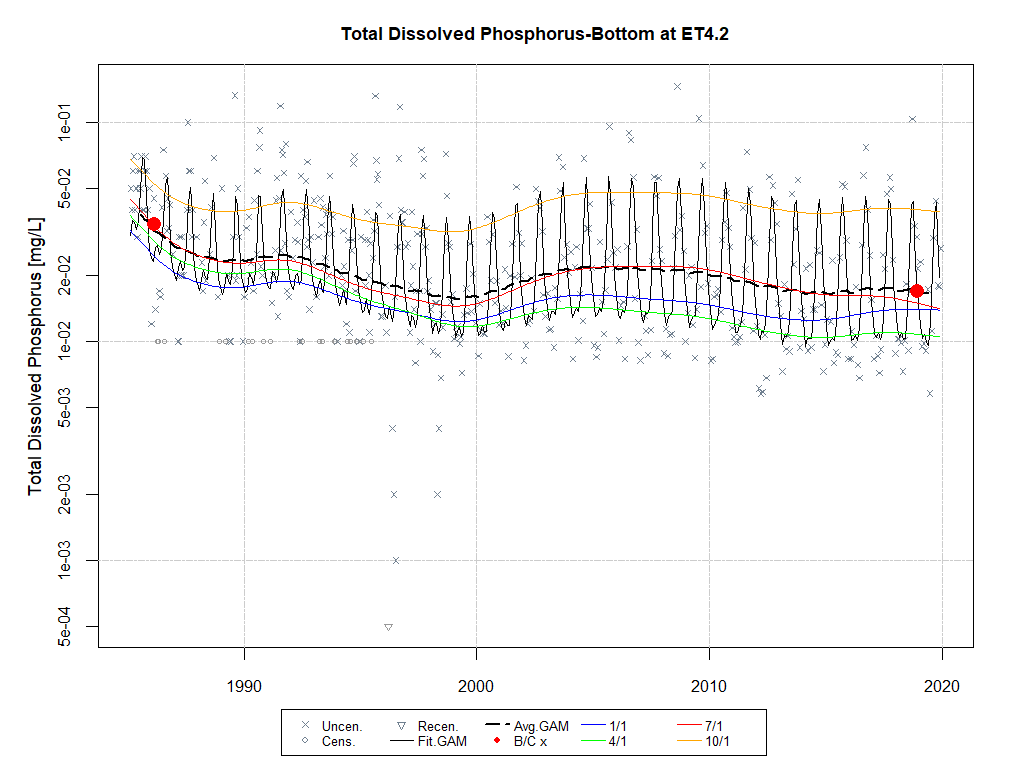 Total Dissolved Phosphorus-Bottom at ET4.2
Total Dissolved Phosphorus [mg/L]
1e-01
5e-02
2e-02
1e-02
5e-03
2e-03
1e-03
5e-04
1990 2000 2010 2020
Uncen. Recen. Avg.GAM 1/1 7/1
Cens. Fit.GAM B/C x 4/1 10/1